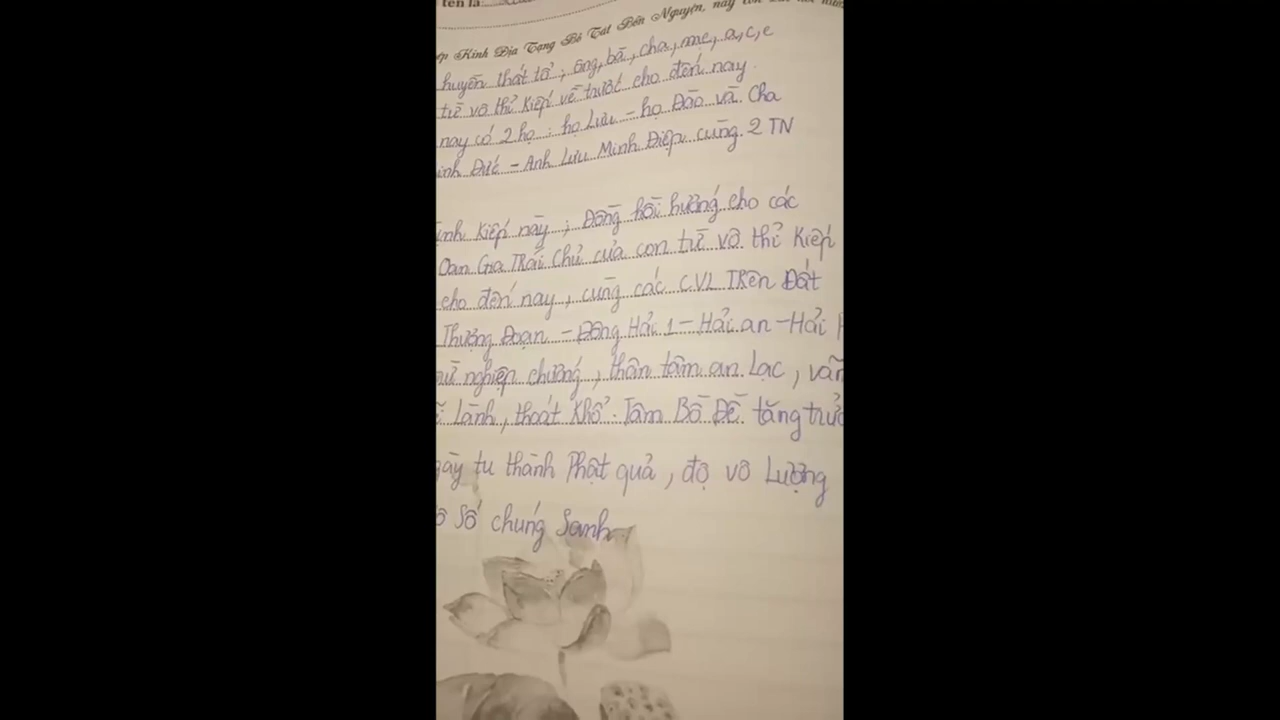 tên là:
Kinh Địa Tạng Bồ Tát Bổn Nguyện, nay con
huyền thất tổ ; ông, bà, cha, mẹ, a, c, e
từ vô thỉ kiếp về trước cho đến nay.
nay có 2 họ : họ Lưu - họ Đào và Cha
inh Đức - Anh Lưu Minh Điệp cùng 2 TN
kiếp này ; Đồng hồi hướng cho các
Oan Gia Trái Chủ của con từ vô thỉ kiếp
cho đến nay, cùng các C.V.L Trên Đất
Thượng Đoạn - Đông Hải 1 - Hải an - Hải
nghiệp chướng, thân tâm an Lạc, vãn
Lành, thoát khổ. Tâm Bồ Đề tăng trưở
tu thành Phật quả, độ vô Lượng
Số chúng Sanh